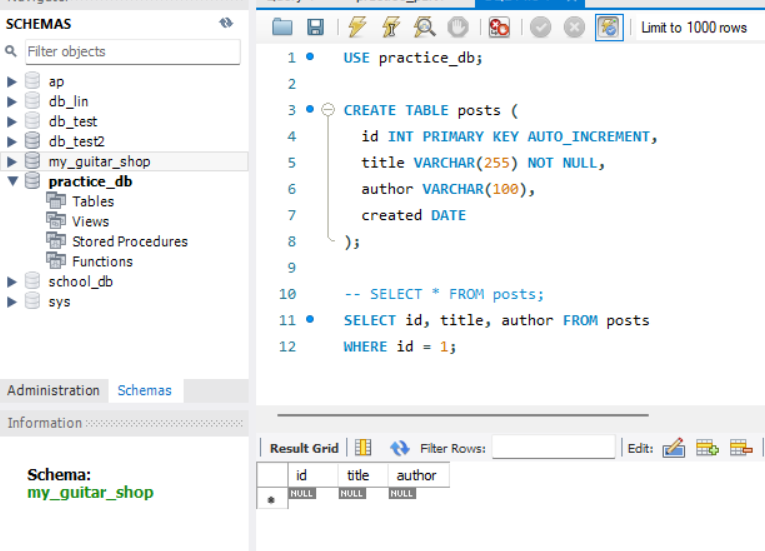 SCHEMAS
Filter objects
ap
db_lin
db_test
db_test2
my_guitar_shop
practice_db
Tables
Views
Stored Procedures
Functions
school_db
sys
Administration Schemas
Information
Schema:
my_guitar_shop
Limit to 1000 rows
1 USE practice_db;
2
3 CREATE TABLE posts (
4 id INT PRIMARY KEY AUTO_INCREMENT,
5 title VARCHAR(255) NOT NULL,
6 author VARCHAR(100),
7 created DATE
8 );
9
10 -- SELECT * FROM posts;
11 SELECT id, title, author FROM posts
12 WHERE id = 1;
Result Grid Filter Rows: Edit:
id title author
* NULL NULL NULL